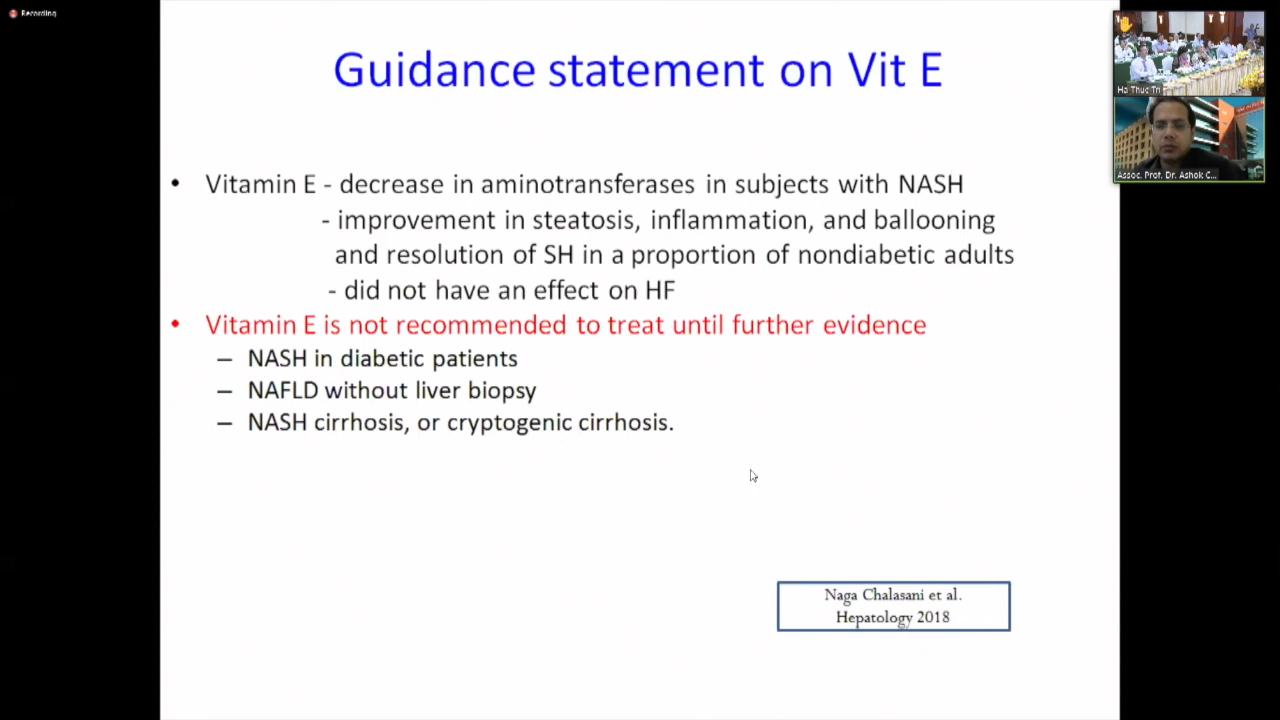 Recording
Guidance statement on Vit E
• Vitamin E - decrease in aminotransferases in subjects with NASH
- improvement in steatosis, inflammation, and ballooning
and resolution of SH in a proportion of nondiabetic adults
- did not have an effect on HF
• Vitamin E is not recommended to treat until further evidence
– NASH in diabetic patients
– NAFLD without liver biopsy
– NASH cirrhosis, or cryptogenic cirrhosis.
Naga Chalasani et al.
Hepatology 2018
Ha Thuc Tri
Assoc. Prof. Dr. Ashok C...